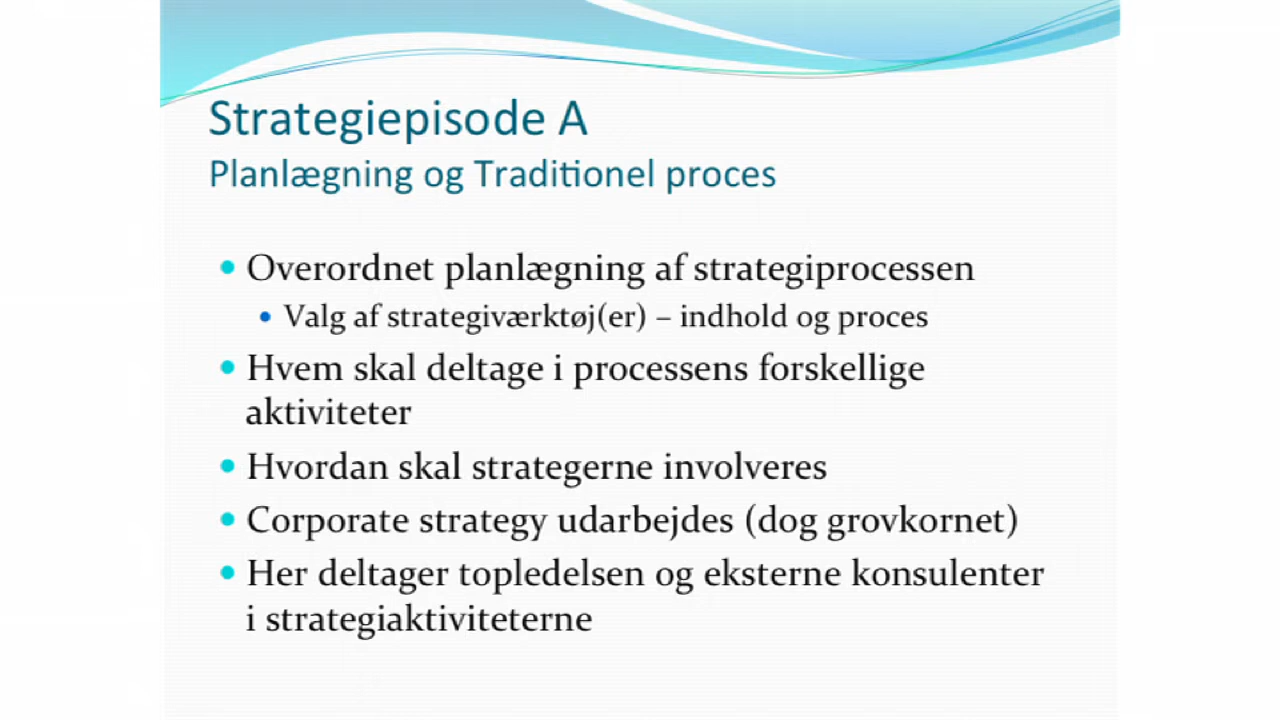 Strategiepisode A
Planlægning og Traditionel proces
• Overordnet planlægning af strategiprocessen
• Valg af strategiværktøj(er) – indhold og proces
• Hvem skal deltage i processens forskellige
aktiviteter
• Hvordan skal strategerne involveres
• Corporate strategy udarbejdes (dog grovkornet)
• Her deltager topledelsen og eksterne konsulenter
i strategiaktiviteterne